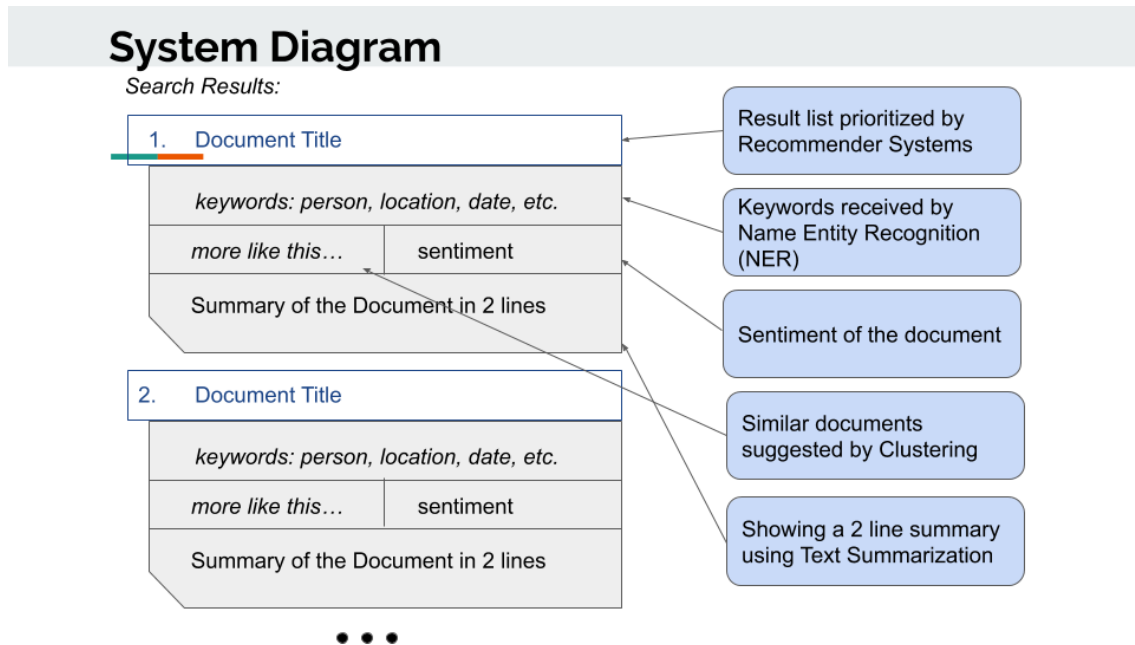 System Diagram
Search Results:
1. Document Title
keywords: person, location, date, etc.
more like this… sentiment
Summary of the Document in 2 lines
2. Document Title
keywords: person, location, date, etc.
more like this… sentiment
Summary of the Document in 2 lines
Result list prioritized by
Recommender Systems
Keywords received by
Name Entity Recognition
(NER)
Sentiment of the document
Similar documents
suggested by Clustering
Showing a 2 line summary
using Text Summarization